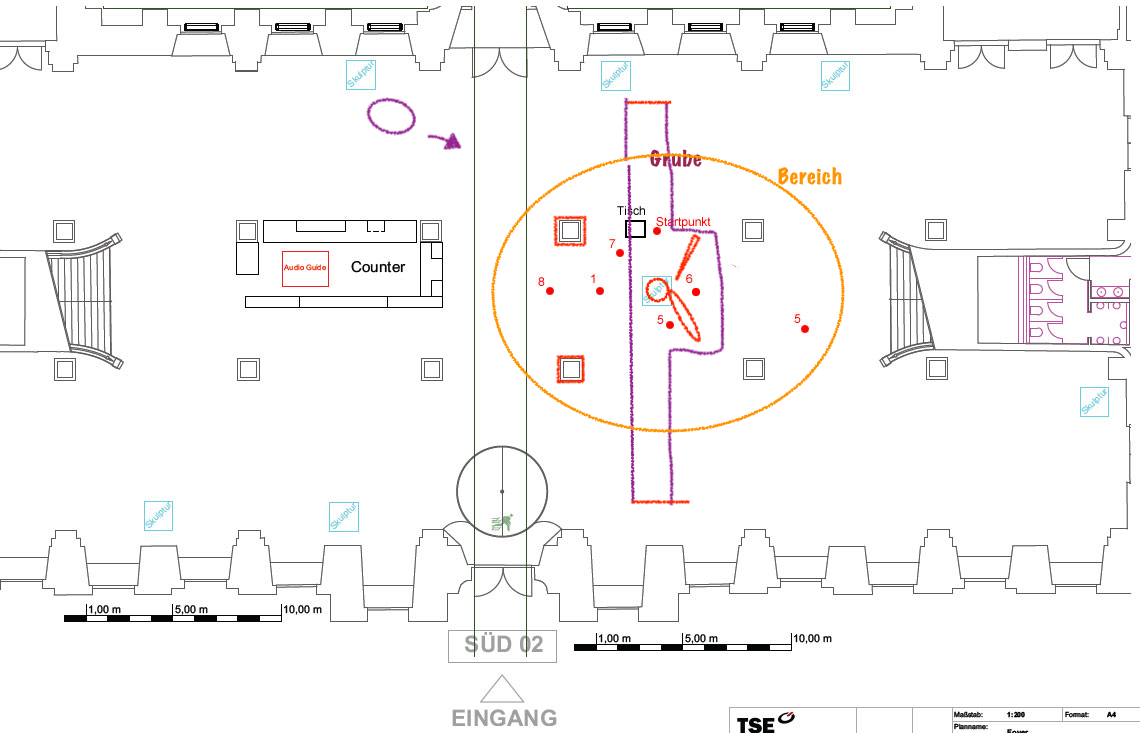 Skulptur
Skulptur
Skulptur
Grube
Bereich
Tisch
Startpunkt
7
Audio Guide
Counter
8
1
6
5
5
Skulptur
Skulptur
Skulptur
1,00 m
5,00 m
10,00 m
1,00 m
5,00 m
10,00 m
SÜD 02
EINGANG
TSE
Maßstab:
1:200
Format:
A4
Planname: